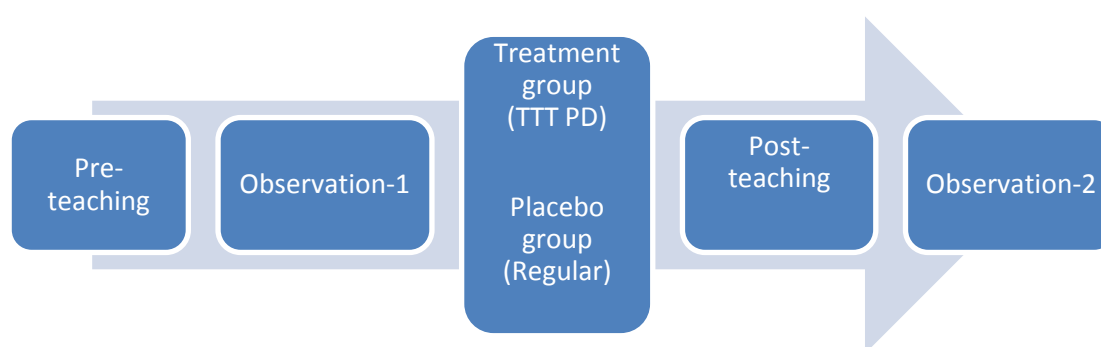 Pre-
teaching
Observation-1
Treatment
group
(TTT PD)
Placebo
group
(Regular)
Post-
teaching
Observation-2